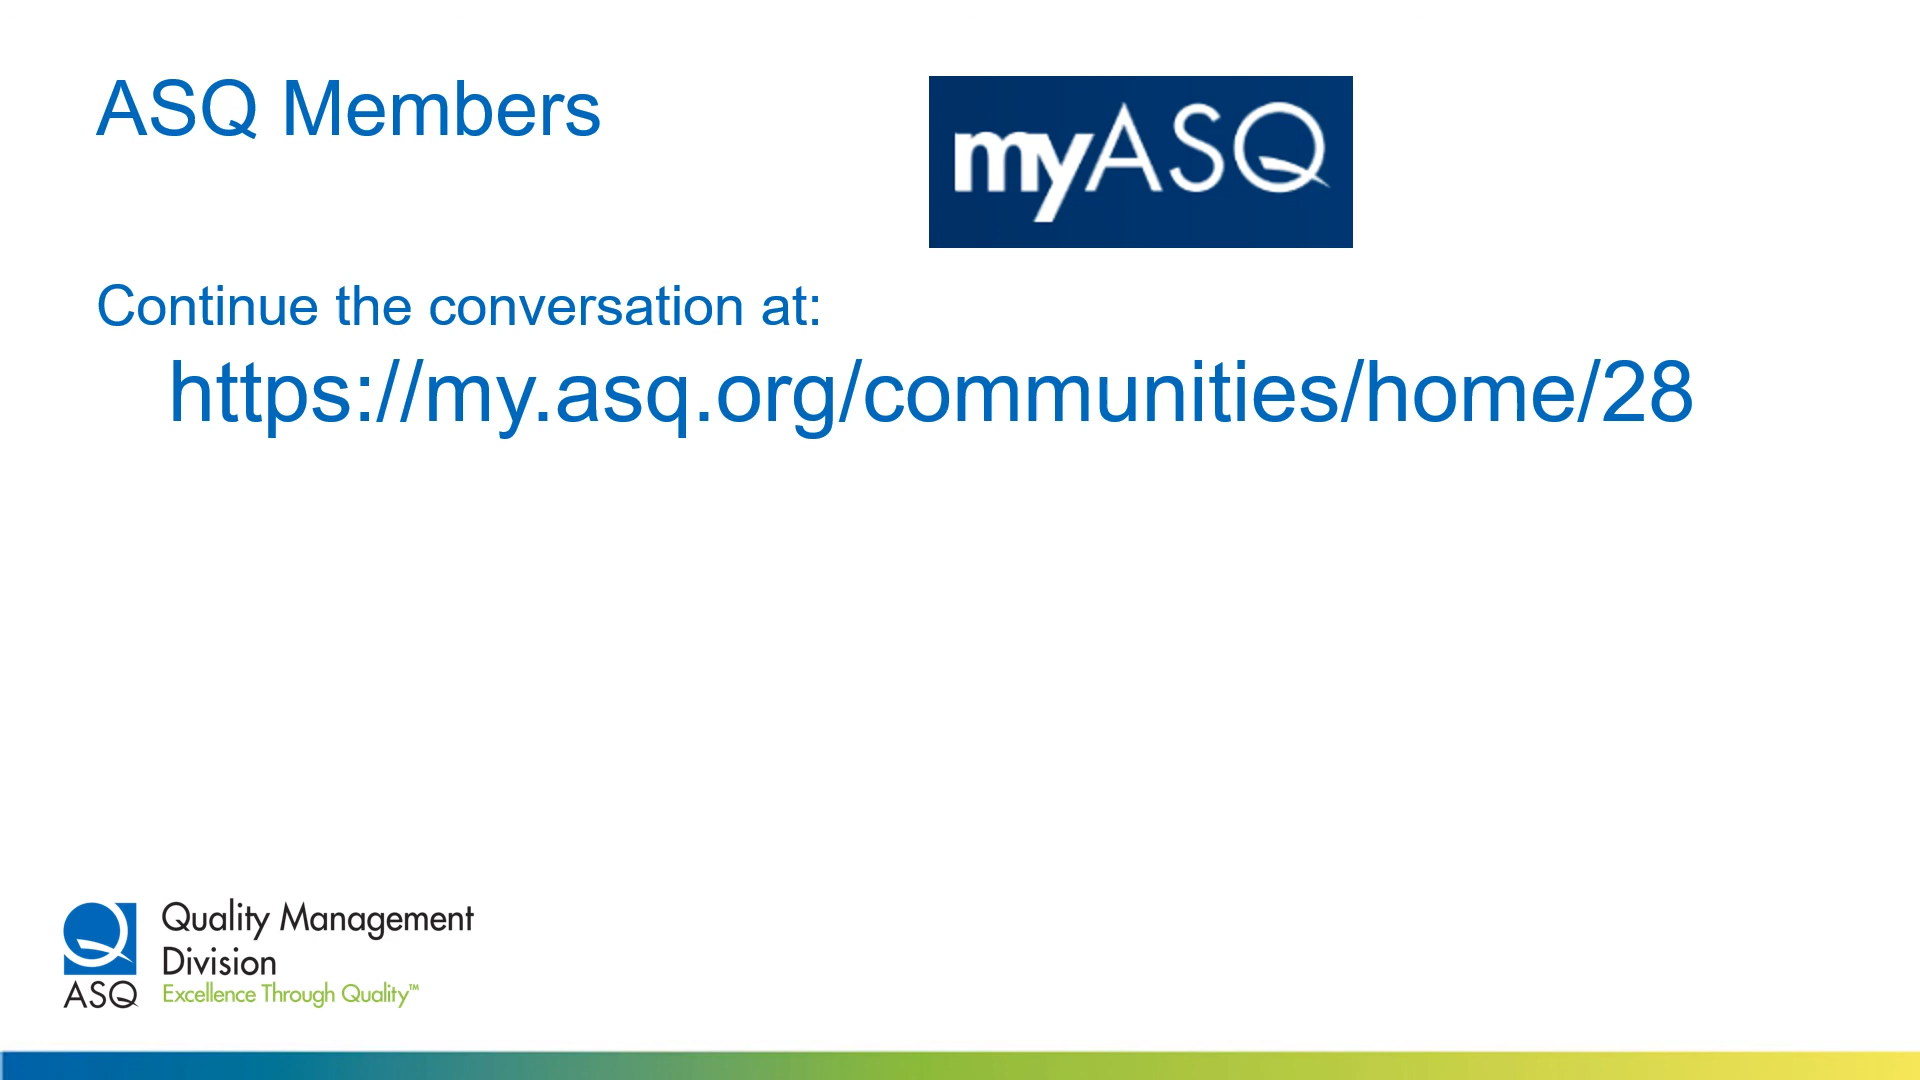 ASQ Members
myASQ
Continue the conversation at:
https://my.asq.org/communities/home/28
Quality Management
Division
ASQ
Excellence Through Quality™